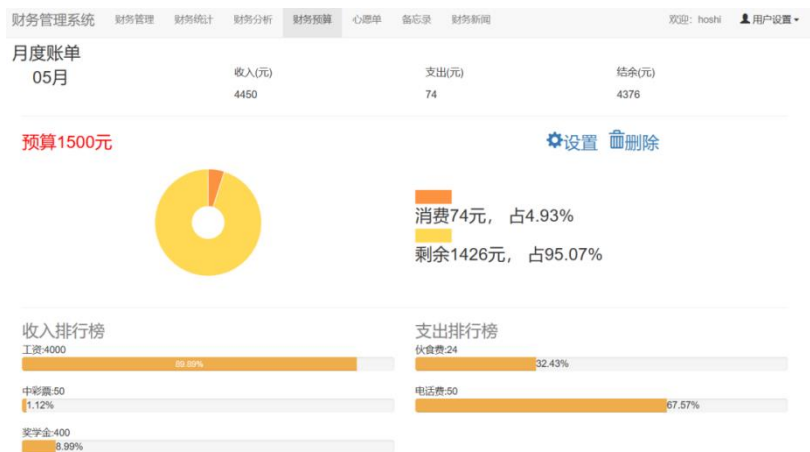 财务管理系统 财务管理 财务统计 财务分析 财务预算 心愿单 备忘录 财务新闻 欢迎: hoshi 用户设置
月度账单
05月
收入(元) 支出(元) 结余(元)
4450 74 4376
预算1500元 设置 删除
消费74元， 占4.93%
剩余1426元， 占95.07%
收入排行榜 支出排行榜
工资:4000 伙食费:24
89.89% 32.43%
中彩票:50 电话费:50
1.12% 67.57%
奖学金:400
8.99%